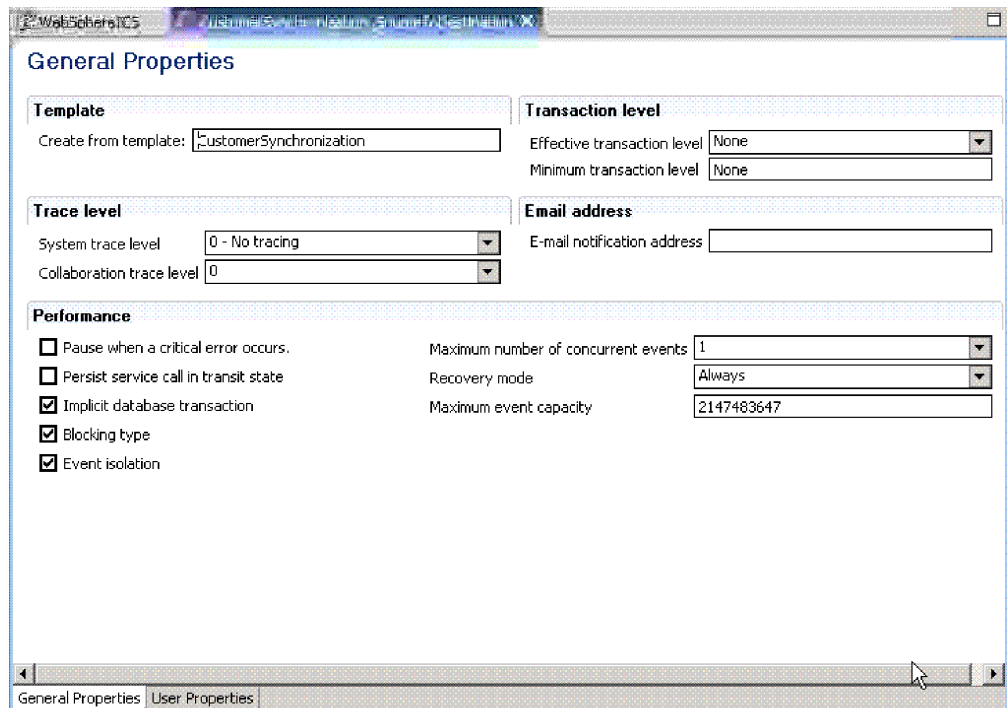 WebSphereICS
General Properties
Template
Create from template: CustomerSynchronization
Transaction level
Effective transaction level None
Minimum transaction level None
Trace level
System trace level 0 - No tracing
Collaboration trace level 0
Email address
E-mail notification address
Performance
Pause when a critical error occurs.
Persist service call in transit state
Implicit database transaction
Blocking type
Event isolation
Maximum number of concurrent events 1
Recovery mode Always
Maximum event capacity 2147483647
General Properties User Properties